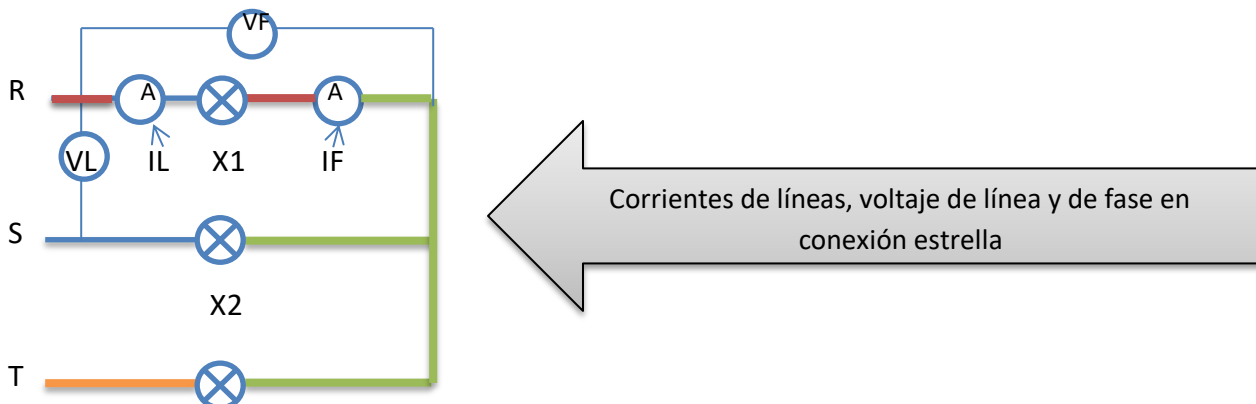 VF
R
A
A
VL
IL
X1
IF
Corrientes de líneas, voltaje de línea y de fase en
conexión estrella
S
X2
T